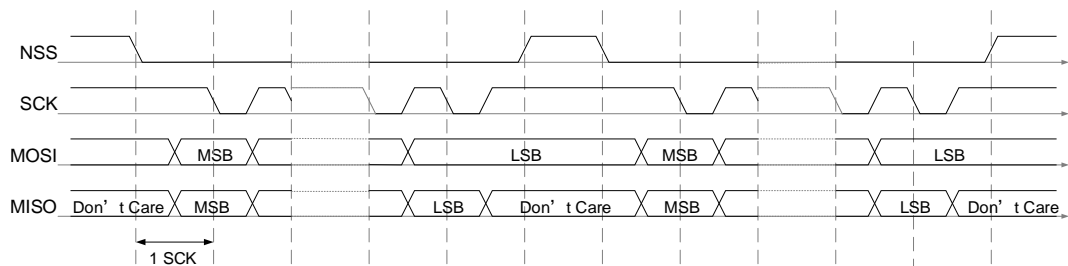 NSS
SCK
MOSI MSB LSB MSB LSB
MISO Don’t Care MSB LSB Don’t Care MSB LSB Don’t Care
1 SCK